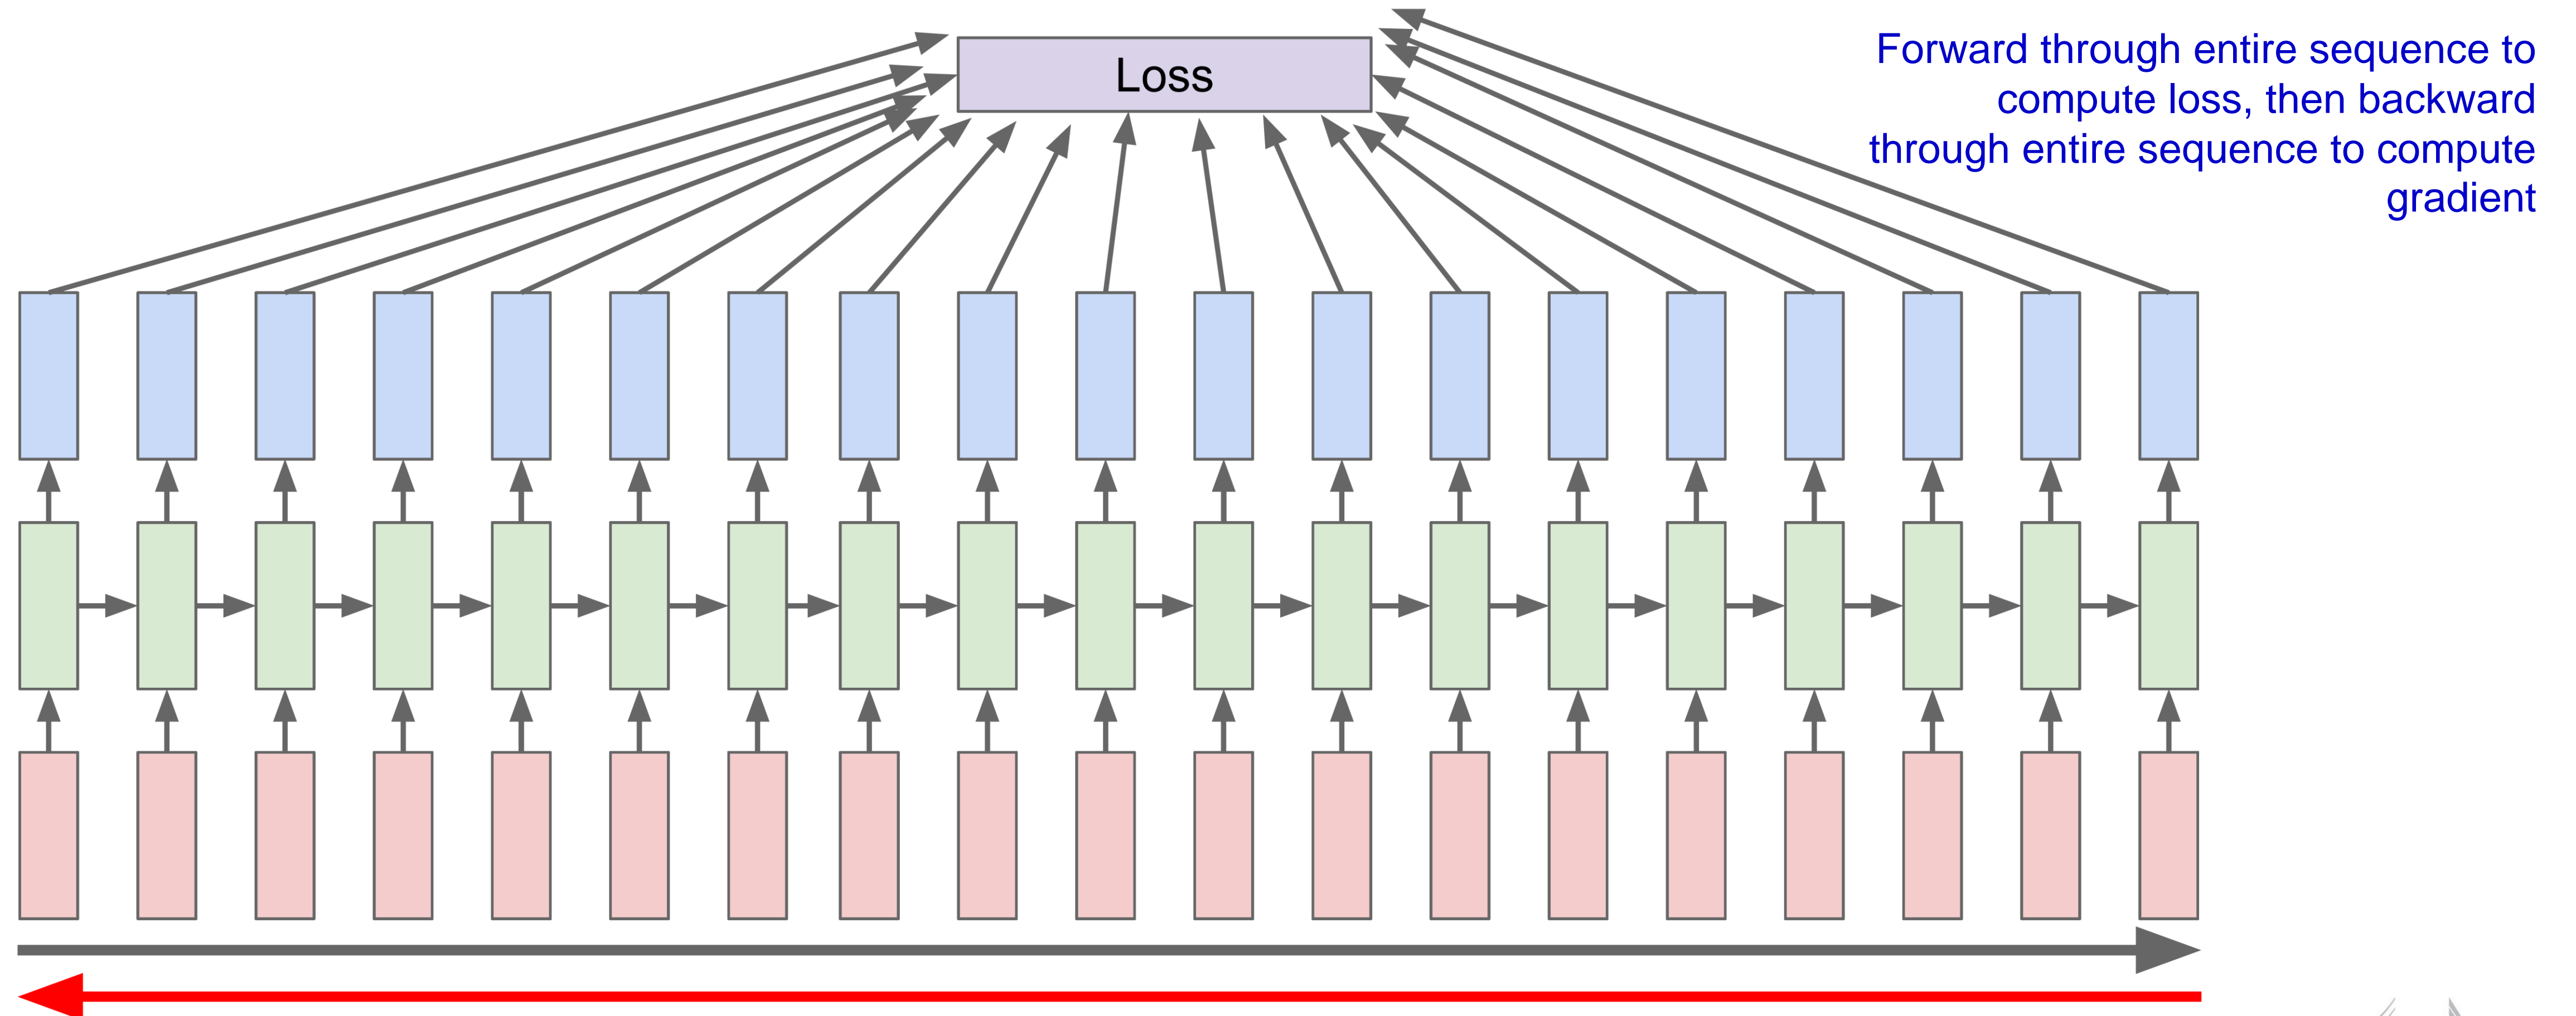 Loss
Forward through entire sequence to
compute loss, then backward
through entire sequence to compute
gradient